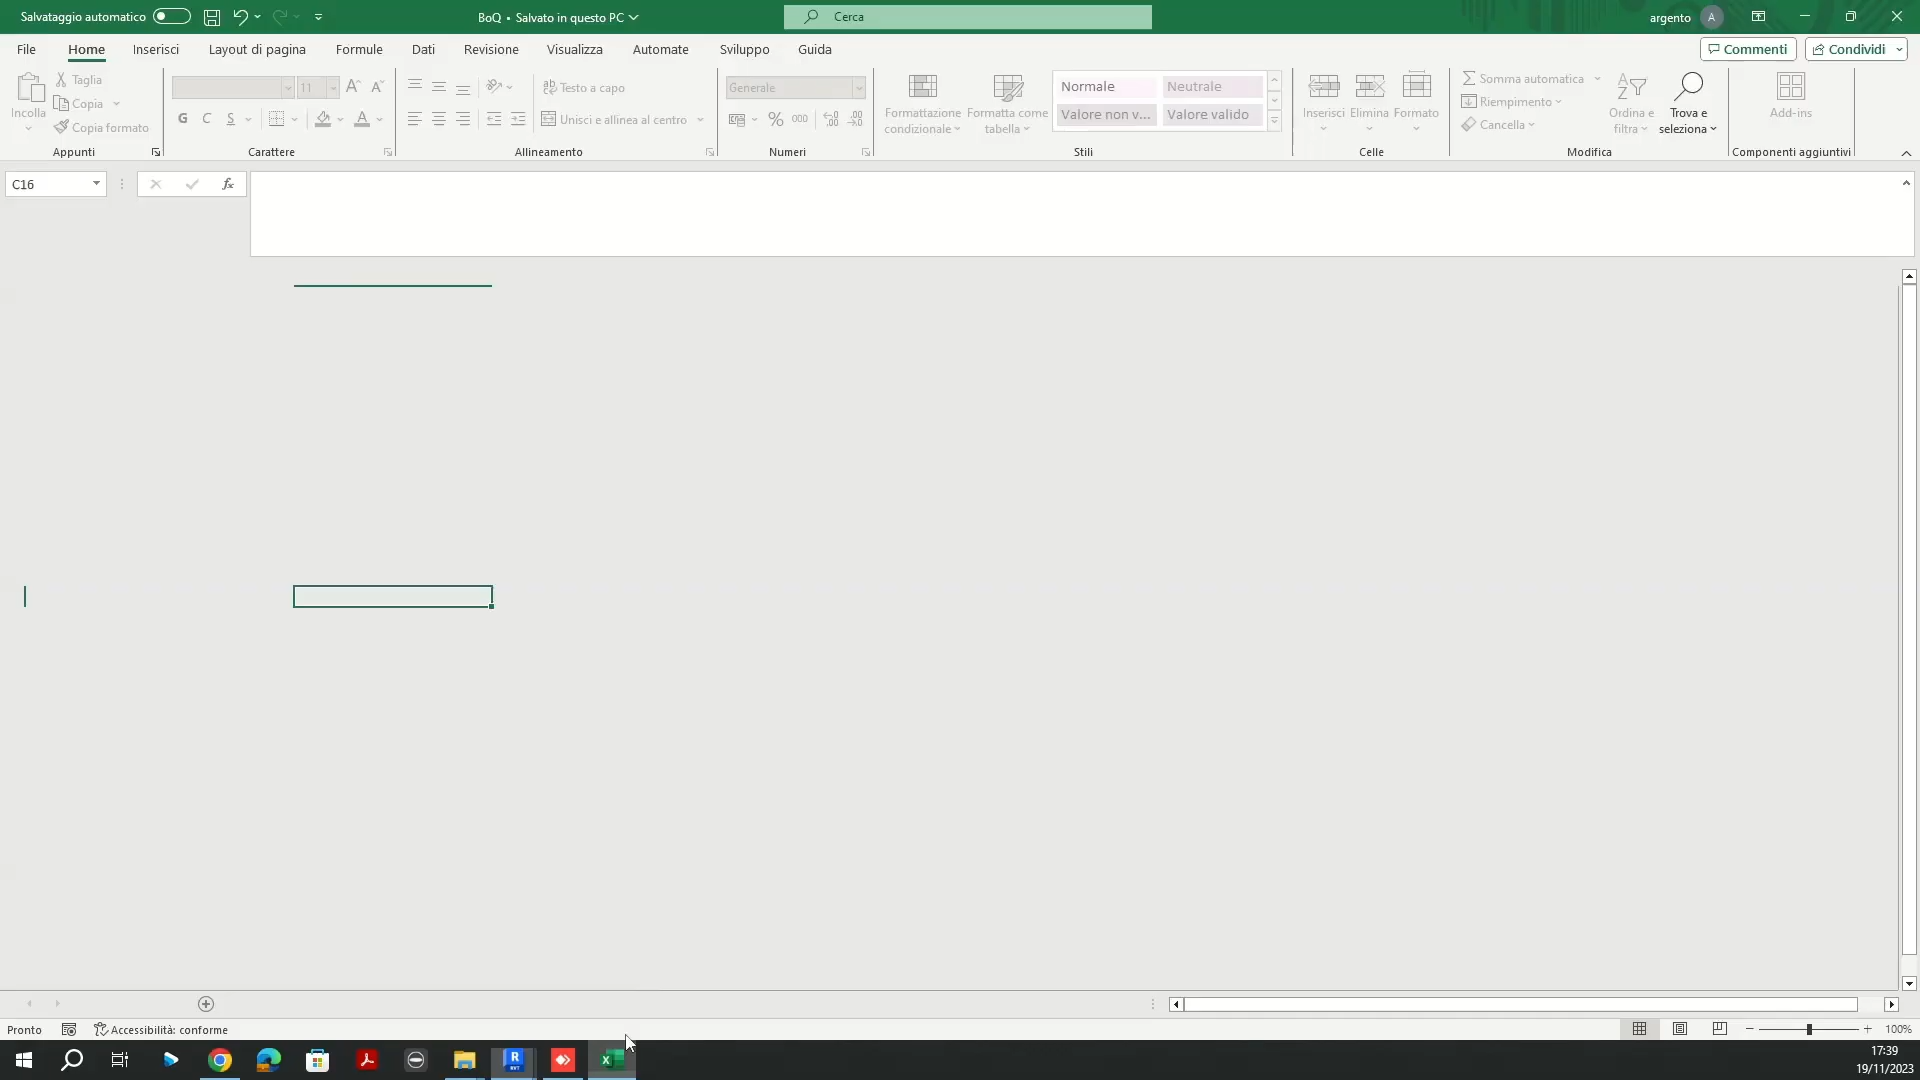 Salvataggio automatico
BoQ • Salvato in questo PC
Cerca
argento
A
File
Home
Inserisci
Layout di pagina
Formule
Dati
Revisione
Visualizza
Automate
Sviluppo
Guida
Commenti
Condividi
Incolla
Taglia
Copia
Copia formato
Appunti
11
G C S
Carattere
Testo a capo
Unisci e allinea al centro
Allineamento
Generale
% 000
Numeri
Formattazione condizionale
Formatta come tabella
Normale
Neutrale
Valore non v...
Valore valido
Stili
Inserisci
Elimina
Formato
Celle
Somma automatica
Riempimento
Cancella
Ordina e filtra
Trova e seleziona
Modifica
Add-ins
Componenti aggiuntivi
C16
fx
Pronto
Accessibilità: conforme
100%
17:39
19/11/2023